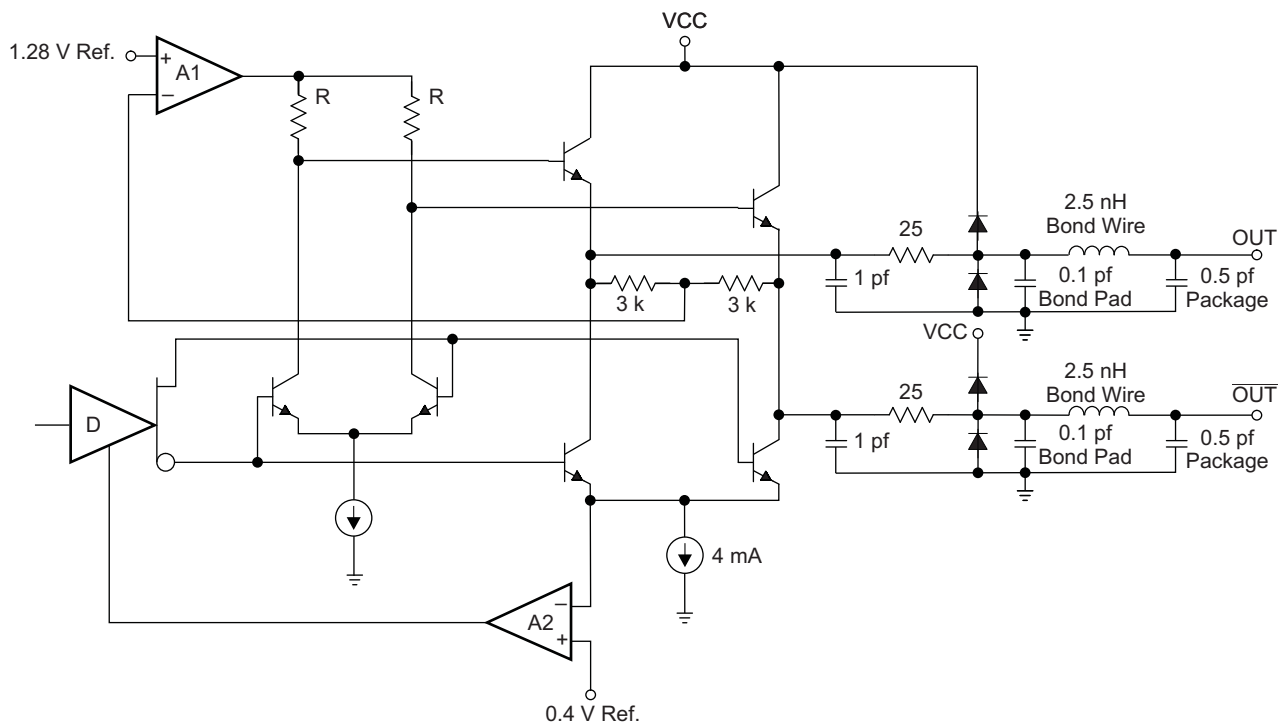 VCC
1.28 V Ref.
+
A1
−
R
R
2.5 nH
Bond Wire
25
OUT
1 pf
0.1 pf
Bond Pad
0.5 pf
Package
3 k
3 k
VCC
2.5 nH
Bond Wire
25
OUT
D
1 pf
0.1 pf
Bond Pad
0.5 pf
Package
4 mA
−
A2
+
0.4 V Ref.